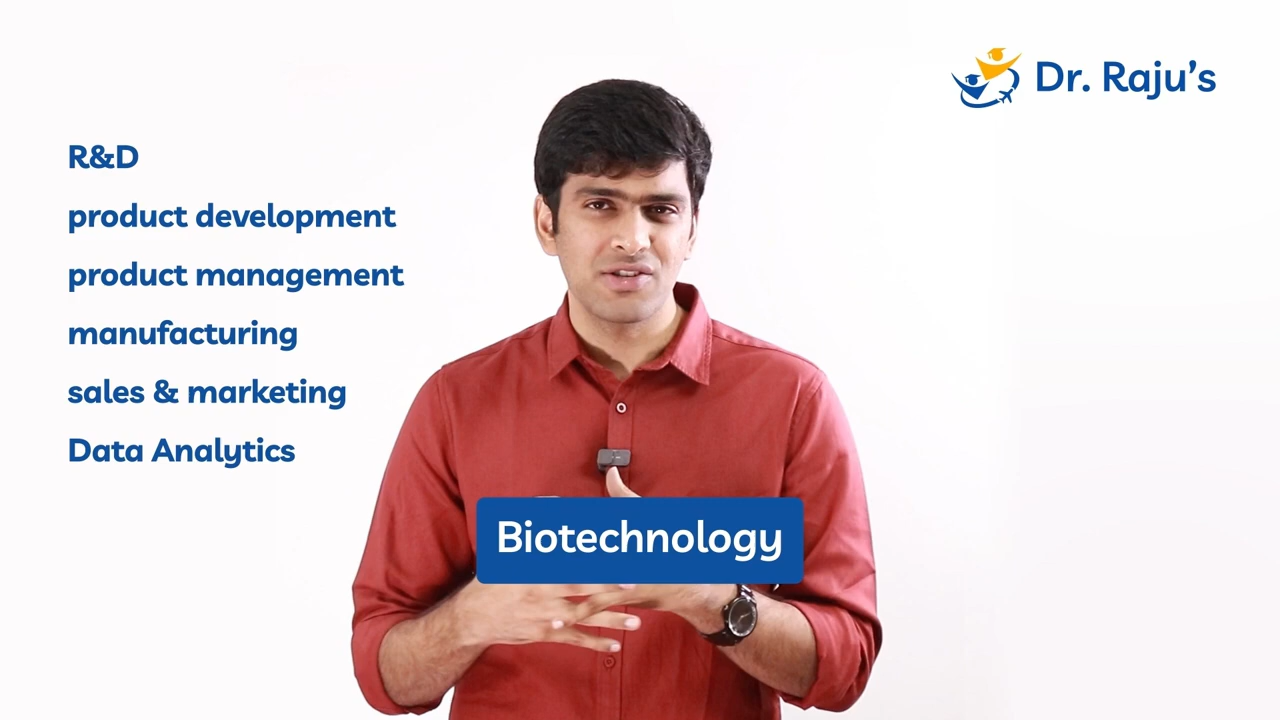 Dr. Raju's
R&D
product development
product management
manufacturing
sales & marketing
Data Analytics
Biotechnology